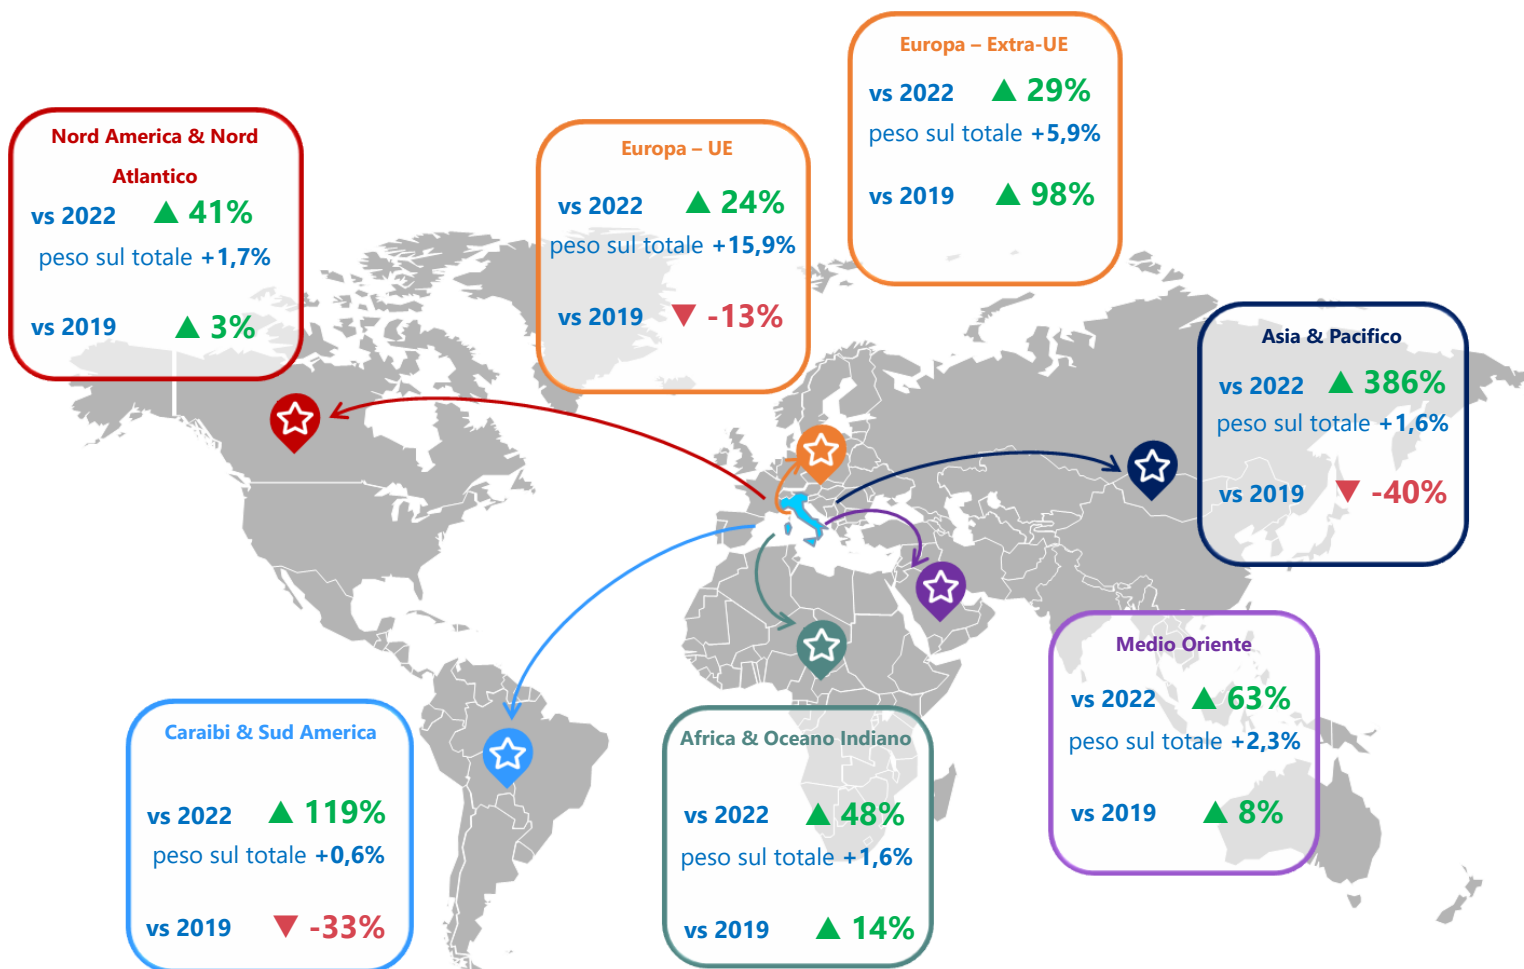 Europa – Extra-UE
vs 2022 ▲ 29%
peso sul totale +5,9%
vs 2019 ▲ 98%
Nord America & Nord
Atlantico
vs 2022 ▲ 41%
peso sul totale +1,7%
vs 2019 ▲ 3%
Europa – UE
vs 2022 ▲ 24%
peso sul totale +15,9%
vs 2019 ▼ -13%
Asia & Pacifico
vs 2022 ▲ 386%
peso sul totale +1,6%
vs 2019 ▼ -40%
Medio Oriente
vs 2022 ▲ 63%
peso sul totale +2,3%
vs 2019 ▲ 8%
Caraibi & Sud America
vs 2022 ▲ 119%
peso sul totale +0,6%
vs 2019 ▼ -33%
Africa & Oceano Indiano
vs 2022 ▲ 48%
peso sul totale +1,6%
vs 2019 ▲ 14%